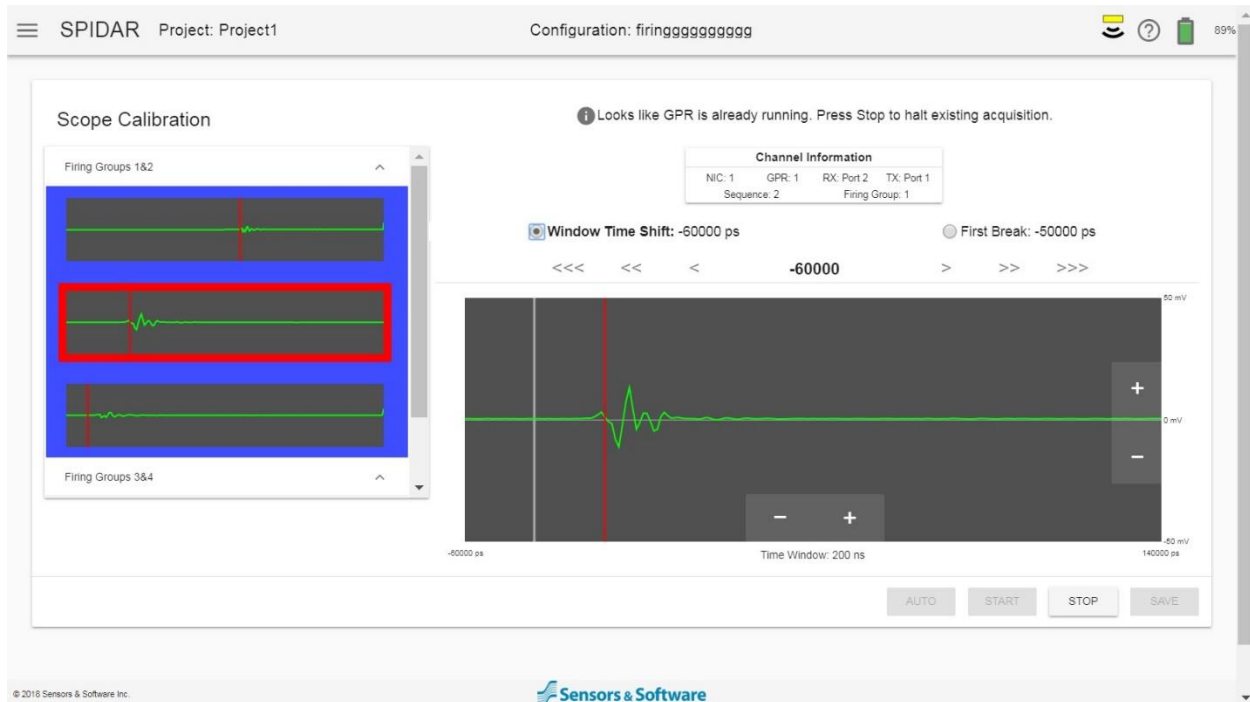 SPIDAR Project: Project1 Configuration: firingggggggggg 89%
Scope Calibration
Looks like GPR is already running. Press Stop to halt existing acquisition.
Firing Groups 1&2
Channel Information
NIC: 1 GPR: 1 RX: Port 2 TX: Port 1
Sequence: 2 Firing Group: 1
Window Time Shift: -60000 ps First Break: -50000 ps
<<< << < -60000 > >> >>>
50 mV
+
0 mV
−
Firing Groups 3&4
− +
-50 mV
-60000 ps Time Window: 200 ns 140000 ps
AUTO START STOP SAVE
© 2018 Sensors & Software Inc. Sensors & Software